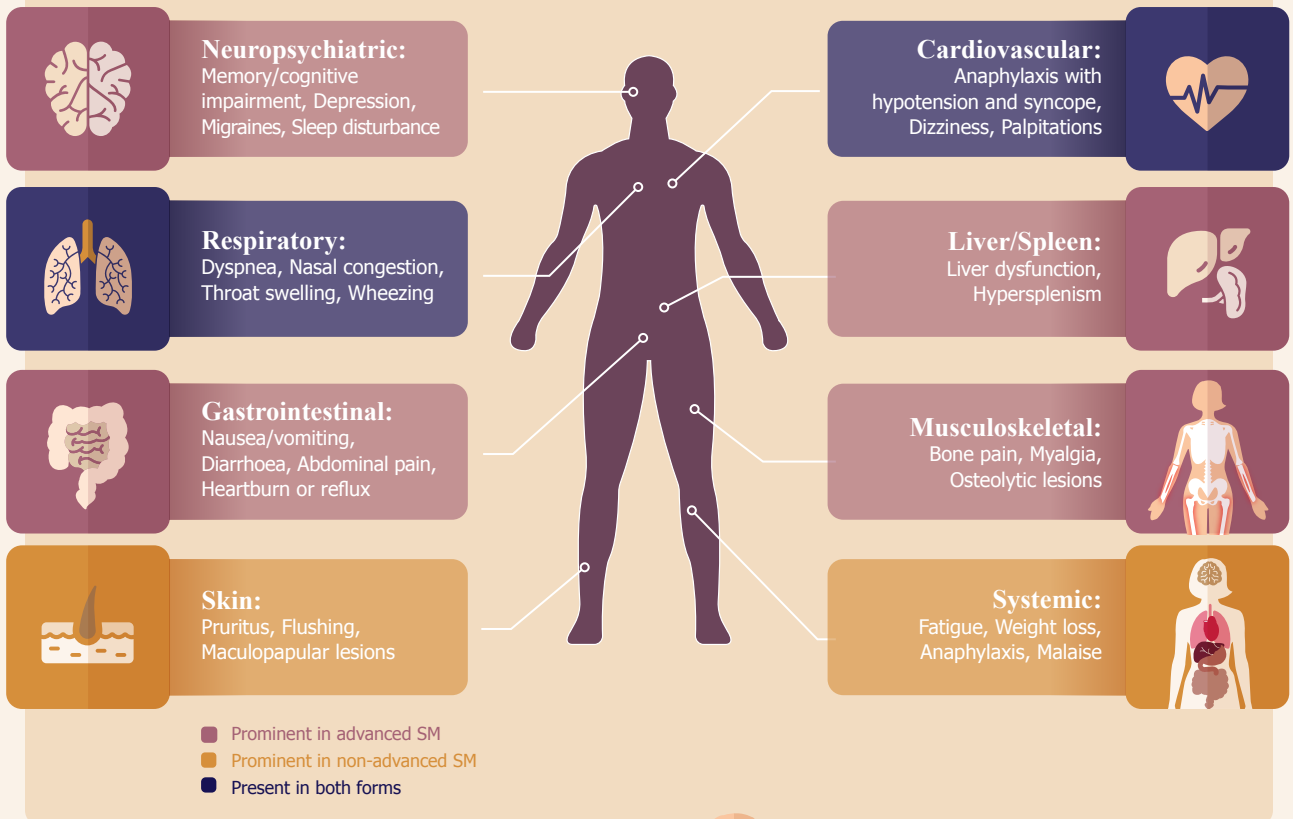 Neuropsychiatric:
Memory/cognitive
impairment, Depression,
Migraines, Sleep disturbance
Cardiovascular:
Anaphylaxis with
hypotension and syncope,
Dizziness, Palpitations
Respiratory:
Dyspnea, Nasal congestion,
Throat swelling, Wheezing
Liver/Spleen:
Liver dysfunction,
Hypersplenism
Gastrointestinal:
Nausea/vomiting,
Diarrhoea, Abdominal pain,
Heartburn or reflux
Musculoskeletal:
Bone pain, Myalgia,
Osteolytic lesions
Skin:
Pruritus, Flushing,
Maculopapular lesions
Systemic:
Fatigue, Weight loss,
Anaphylaxis, Malaise
Prominent in advanced SM
Prominent in non-advanced SM
Present in both forms